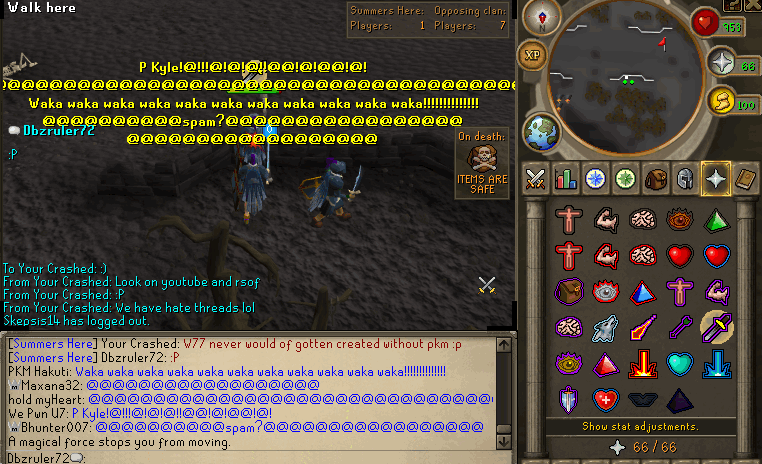 Walk here
Summers Here: Opposing clan:
Players: 1 Players: 7
P Kyle!@!!!@!@!@!!@@!@!@@!@!
@@@@@@@@@@@@@@@@@@@@@@@@@@@@@@@@@@@@@@@
Waka waka waka waka waka waka waka waka waka waka waka!!!!!!!!!!!!!!
@@@@@@@@@@spam?@@@@@@@@@@@@@@@@@
@@@@@@@@@@@@@@@@@@
Dbzruler72
:P
On death:
ITEMS ARE
SAFE
To Your Crashed: :)
From Your Crashed: Look on youtube and rsof
From Your Crashed: :P
From Your Crashed: We have hate threads lol
Skepsis14 has logged out.
[Summers Here] Your Crashed: W77 never would of gotten created without pkm :p
[Summers Here] Dbzruler72: :P
PKM Hakuti: Waka waka waka waka waka waka waka waka waka waka waka!!!!!!!!!!!!!!
Maxana32: @@@@@@@@@@@@@@@@@@
hold myHeart: @@@@@@@@@@@@@@@@@@@@@@@@@@@@@@@
We Pwn U7: P Kyle!@!!!@!@!@!!@@!@!@@!@!
Bhunter007: @@@@@@@@@@spam?@@@@@@@@@@@@@@@@@
A magical force stops you from moving.
Dbzruler72:
N
XP
953
66
100
Show stat adjustments.
66 / 66